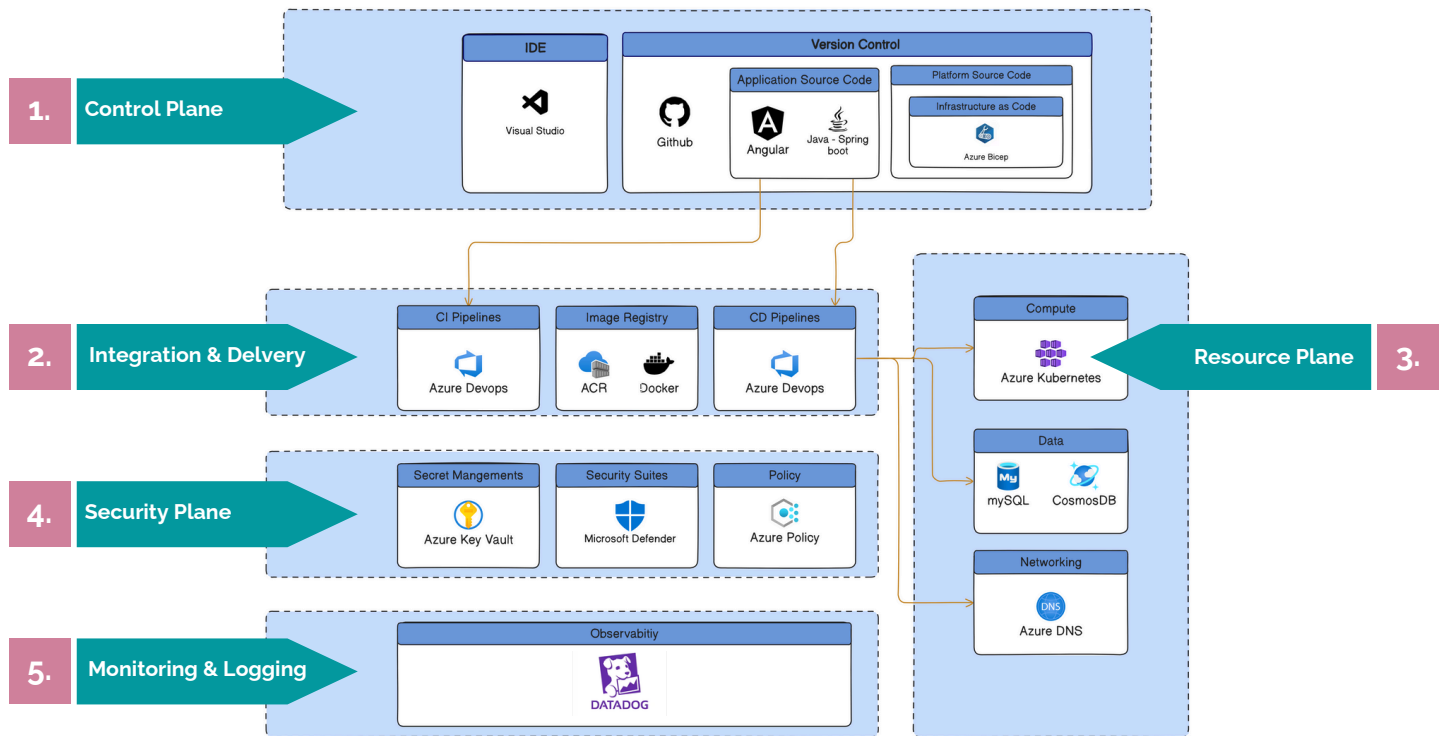 1.
Control Plane
IDE
Visual Studio
Version Control
Github
Application Source Code
Angular
Java - Spring
boot
Platform Source Code
Infrastructure as Code
Azure Bicep
2.
Integration & Delvery
CI Pipelines
Azure Devops
Image Registry
ACR
Docker
CD Pipelines
Azure Devops
Resource Plane
3.
Compute
Azure Kubernetes
Data
My
mySQL
CosmosDB
Networking
DNS
Azure DNS
4.
Security Plane
Secret Mangements
Azure Key Vault
Security Suites
Microsoft Defender
Policy
Azure Policy
5.
Monitoring & Logging
Observabitiy
DATADOG